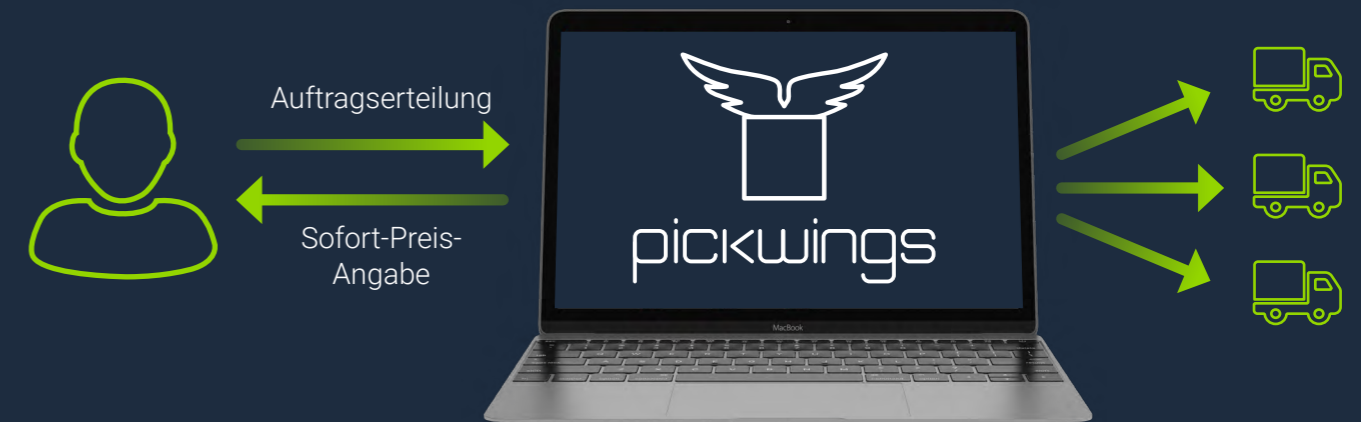 Auftragserteilung
Sofort-Preis-
Angabe
pickwings
MacBook